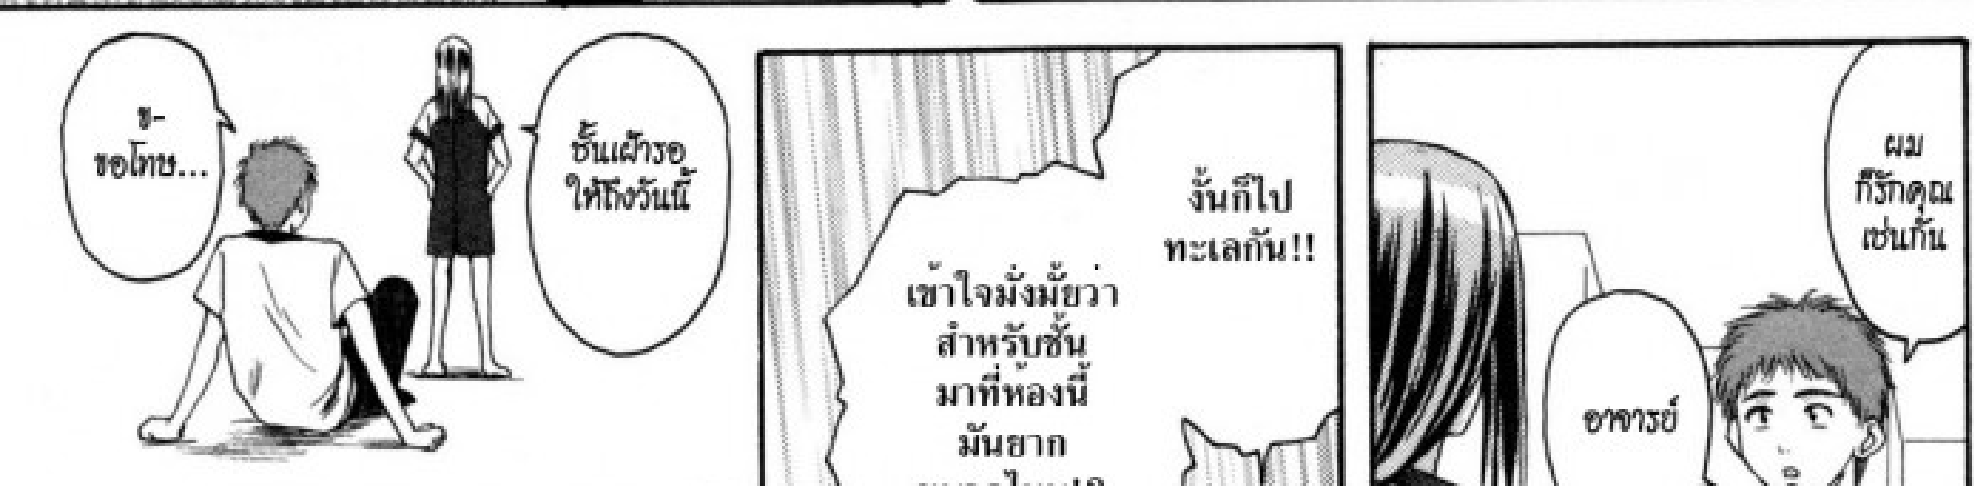 ผม
ก็รักคุณ
เช่นกัน
อาจารย์
งั้นก็ไป
ทะเลกัน!!
เข้าใจมั่งมั้ยว่า
สำหรับชั้น
มาที่ห้องนี้
มันยาก
ชั้นเฝ้ารอ
ให้ถึงวันนี้
ข-
ขอโทษ...